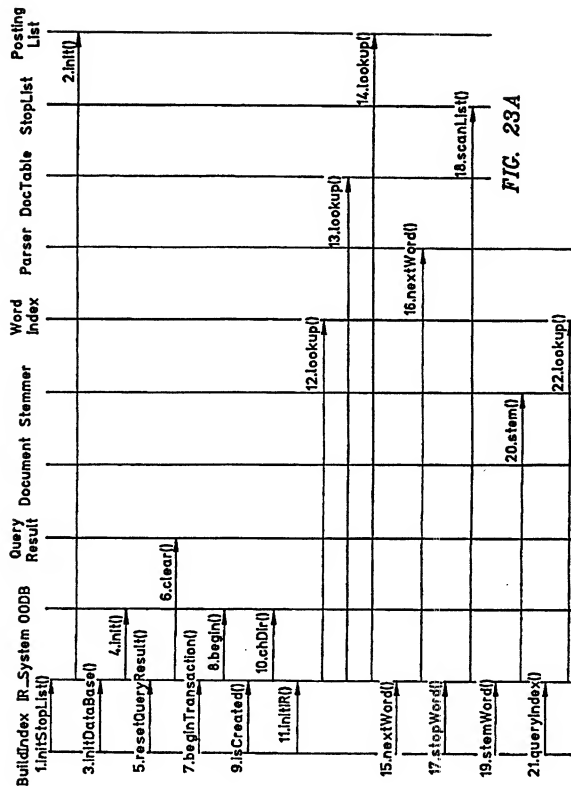 BuildIndex IR_System OODB Query Result Document Stemmer Word Index Parser DocTable StopList Posting List
1.initStopList()
2.init()
3.initDataBase()
4.init()
5.resetQueryResult()
6.clear()
7.beginTransaction()
8.begin()
9.isCreated()
10.chDir()
11.initIR()
12.lookup()
13.lookup()
14.lookup()
15.nextWord()
16.nextWord()
17.stopWord()
18.scanList()
19.stemWord()
20.stem()
21.queryIndex()
22.lookup()
FIG. 23A